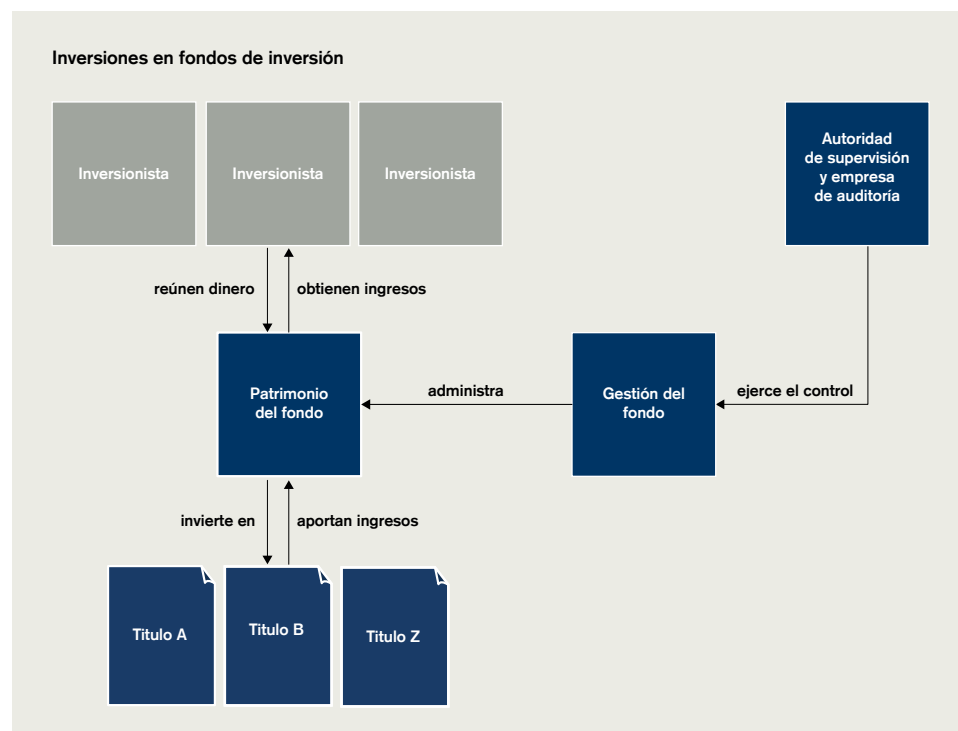 Inversiones en fondos de inversión
Inversionista
Inversionista
Inversionista
Autoridad
de supervisión
y empresa
de auditoría
reúnen dinero
obtienen ingresos
Patrimonio
del fondo
administra
Gestión del
fondo
ejerce el control
invierte en
aportan ingresos
Titulo A
Titulo B
Titulo Z